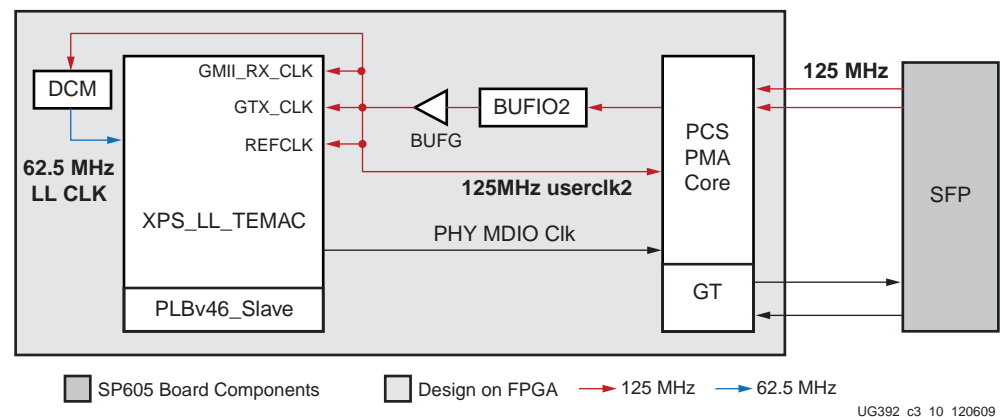 125 MHz
DCM
GMII_RX_CLK
GTX_CLK
REFCLK
BUFG
BUFIO2
PCS
PMA
Core
SFP
62.5 MHz
LL CLK
125MHz userclk2
XPS_LL_TEMAC
PHY MDIO Clk
PLBv46_Slave
GT
SP605 Board Components
Design on FPGA
125 MHz
62.5 MHz
UG392_c3_10_120609